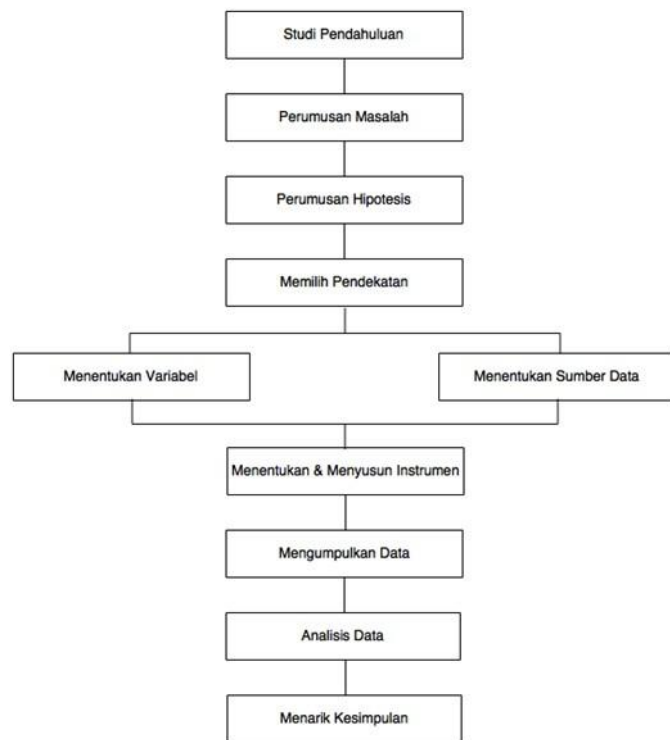 Studi Pendahuluan
Perumusan Masalah
Perumusan Hipotesis
Memilih Pendekatan
Menentukan Variabel
Menentukan Sumber Data
Menentukan & Menyusun Instrumen
Mengumpulkan Data
Analisis Data
Menarik Kesimpulan